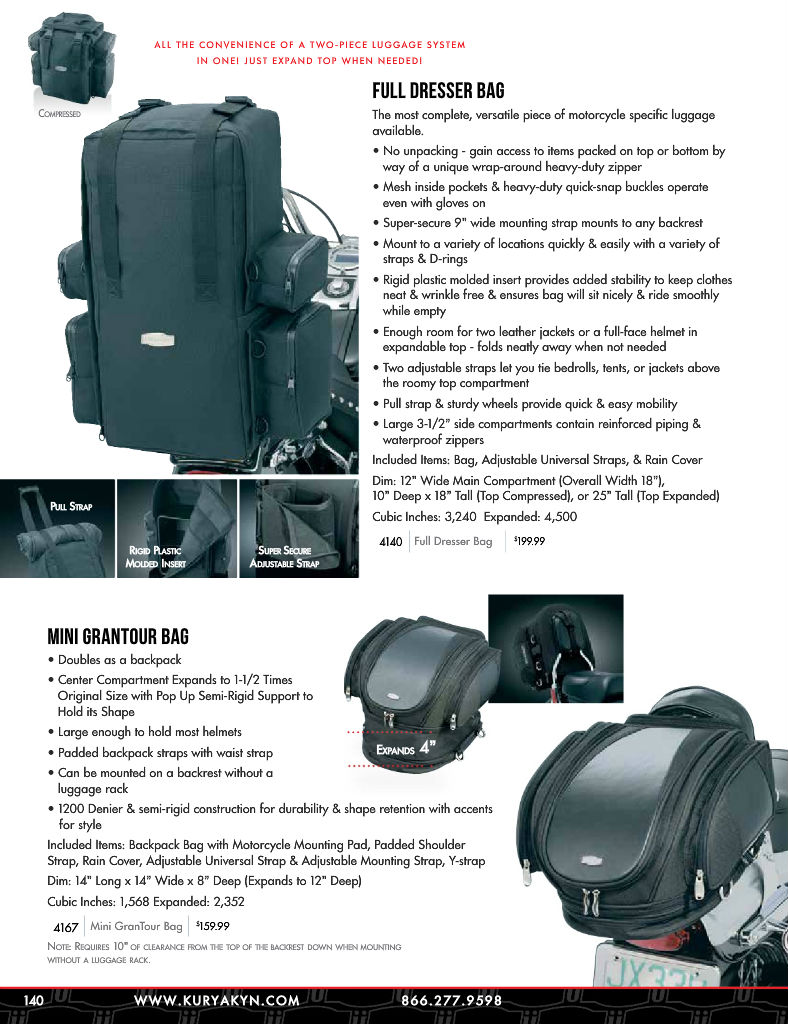 ALL THE CONVENIENCE OF A TWO-PIECE LUGGAGE SYSTEM
IN ONE! JUST EXPAND TOP WHEN NEEDED!
COMPRESSED
FULL DRESSER BAG
The most complete, versatile piece of motorcycle specific luggage
available.
• No unpacking - gain access to items packed on top or bottom by
way of a unique wrap-around heavy-duty zipper
• Mesh inside pockets & heavy-duty quick-snap buckles operate
even with gloves on
• Super-secure 9" wide mounting strap mounts to any backrest
• Mount to a variety of locations quickly & easily with a variety of
straps & D-rings
• Rigid plastic molded insert provides added stability to keep clothes
neat & wrinkle free & ensures bag will sit nicely & ride smoothly
while empty
• Enough room for two leather jackets or a full-face helmet in
expandable top - folds neatly away when not needed
• Two adjustable straps let you tie bedrolls, tents, or jackets above
the roomy top compartment
• Pull strap & sturdy wheels provide quick & easy mobility
• Large 3-1/2” side compartments contain reinforced piping &
waterproof zippers
Included Items: Bag, Adjustable Universal Straps, & Rain Cover
Dim: 12" Wide Main Compartment (Overall Width 18”),
10” Deep x 18” Tall (Top Compressed), or 25” Tall (Top Expanded)
Cubic Inches: 3,240 Expanded: 4,500
4140 Full Dresser Bag $199.99
PULL STRAP
RIGID PLASTIC
MOLDED INSERT
SUPER SECURE
ADJUSTABLE STRAP
MINI GRANTOUR BAG
• Doubles as a backpack
• Center Compartment Expands to 1-1/2 Times
Original Size with Pop Up Semi-Rigid Support to
Hold its Shape
• Large enough to hold most helmets
• Padded backpack straps with waist strap
• Can be mounted on a backrest without a
luggage rack
• 1200 Denier & semi-rigid construction for durability & shape retention with accents
for style
Included Items: Backpack Bag with Motorcycle Mounting Pad, Padded Shoulder
Strap, Rain Cover, Adjustable Universal Strap & Adjustable Mounting Strap, Y-strap
Dim: 14" Long x 14” Wide x 8” Deep (Expands to 12" Deep)
Cubic Inches: 1,568 Expanded: 2,352
4167 Mini GranTour Bag $159.99
NOTE: REQUIRES 10" OF CLEARANCE FROM THE TOP OF THE BACKREST DOWN WHEN MOUNTING
WITHOUT A LUGGAGE RACK.
EXPANDS 4”
140 WWW.KURYAKYN.COM 866.277.9598